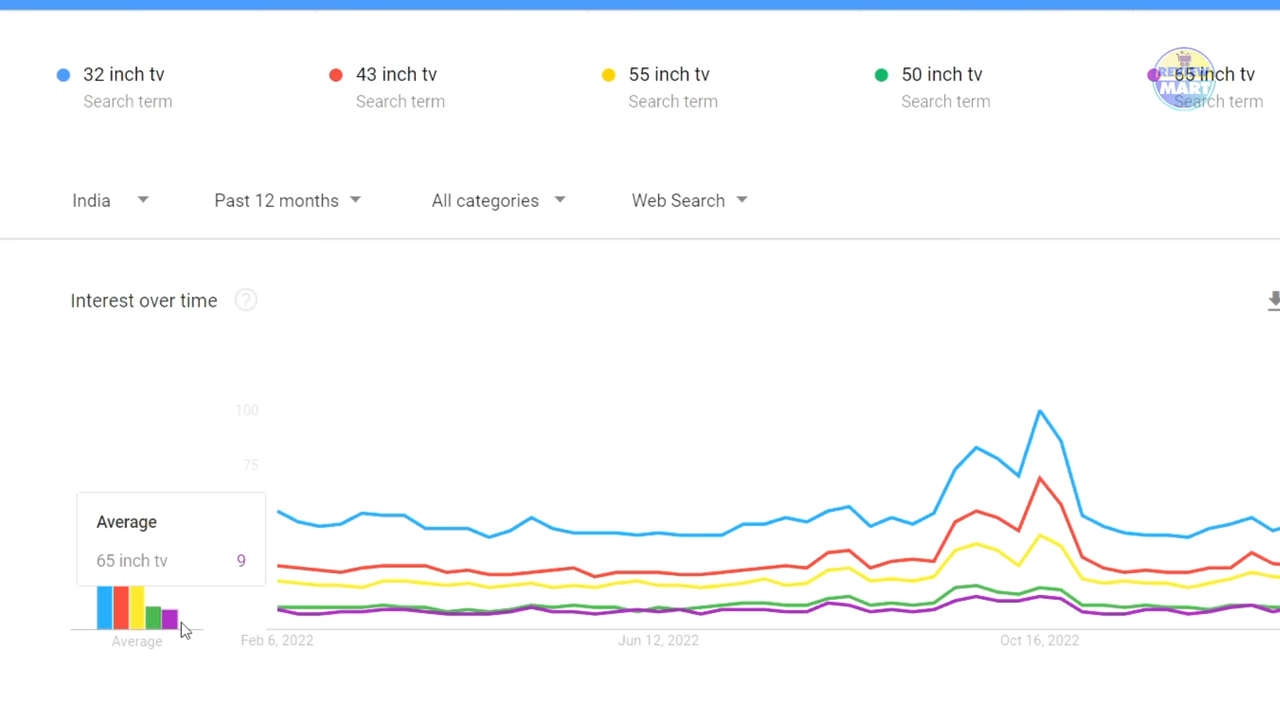 32 inch tv
Search term
43 inch tv
Search term
55 inch tv
Search term
50 inch tv
Search term
65 inch tv
Search term
REVIEW
MART
India
Past 12 months
All categories
Web Search
Interest over time
?
100
75
Average
65 inch tv 9
Average
Feb 6, 2022
Jun 12, 2022
Oct 16, 2022